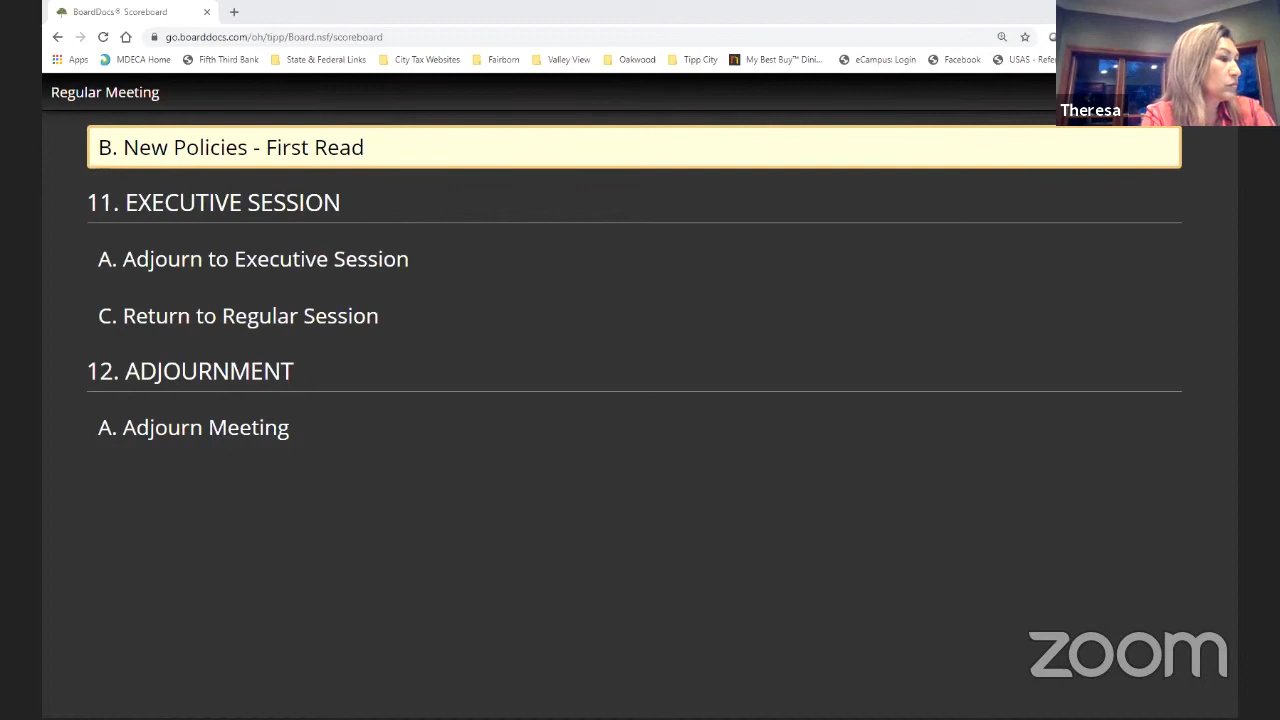 BoardDocs® Scoreboard
go.boarddocs.com/oh/tipp/Board.nsf/scoreboard
Apps MDECA Home Fifth Third Bank State & Federal Links City Tax Websites Fairborn Valley View Oakwood Tipp City My Best Buy™ Dini... eCampus: Login Facebook USAS - Refe
Regular Meeting
Theresa
B. New Policies - First Read
11. EXECUTIVE SESSION
A. Adjourn to Executive Session
C. Return to Regular Session
12. ADJOURNMENT
A. Adjourn Meeting
zoom